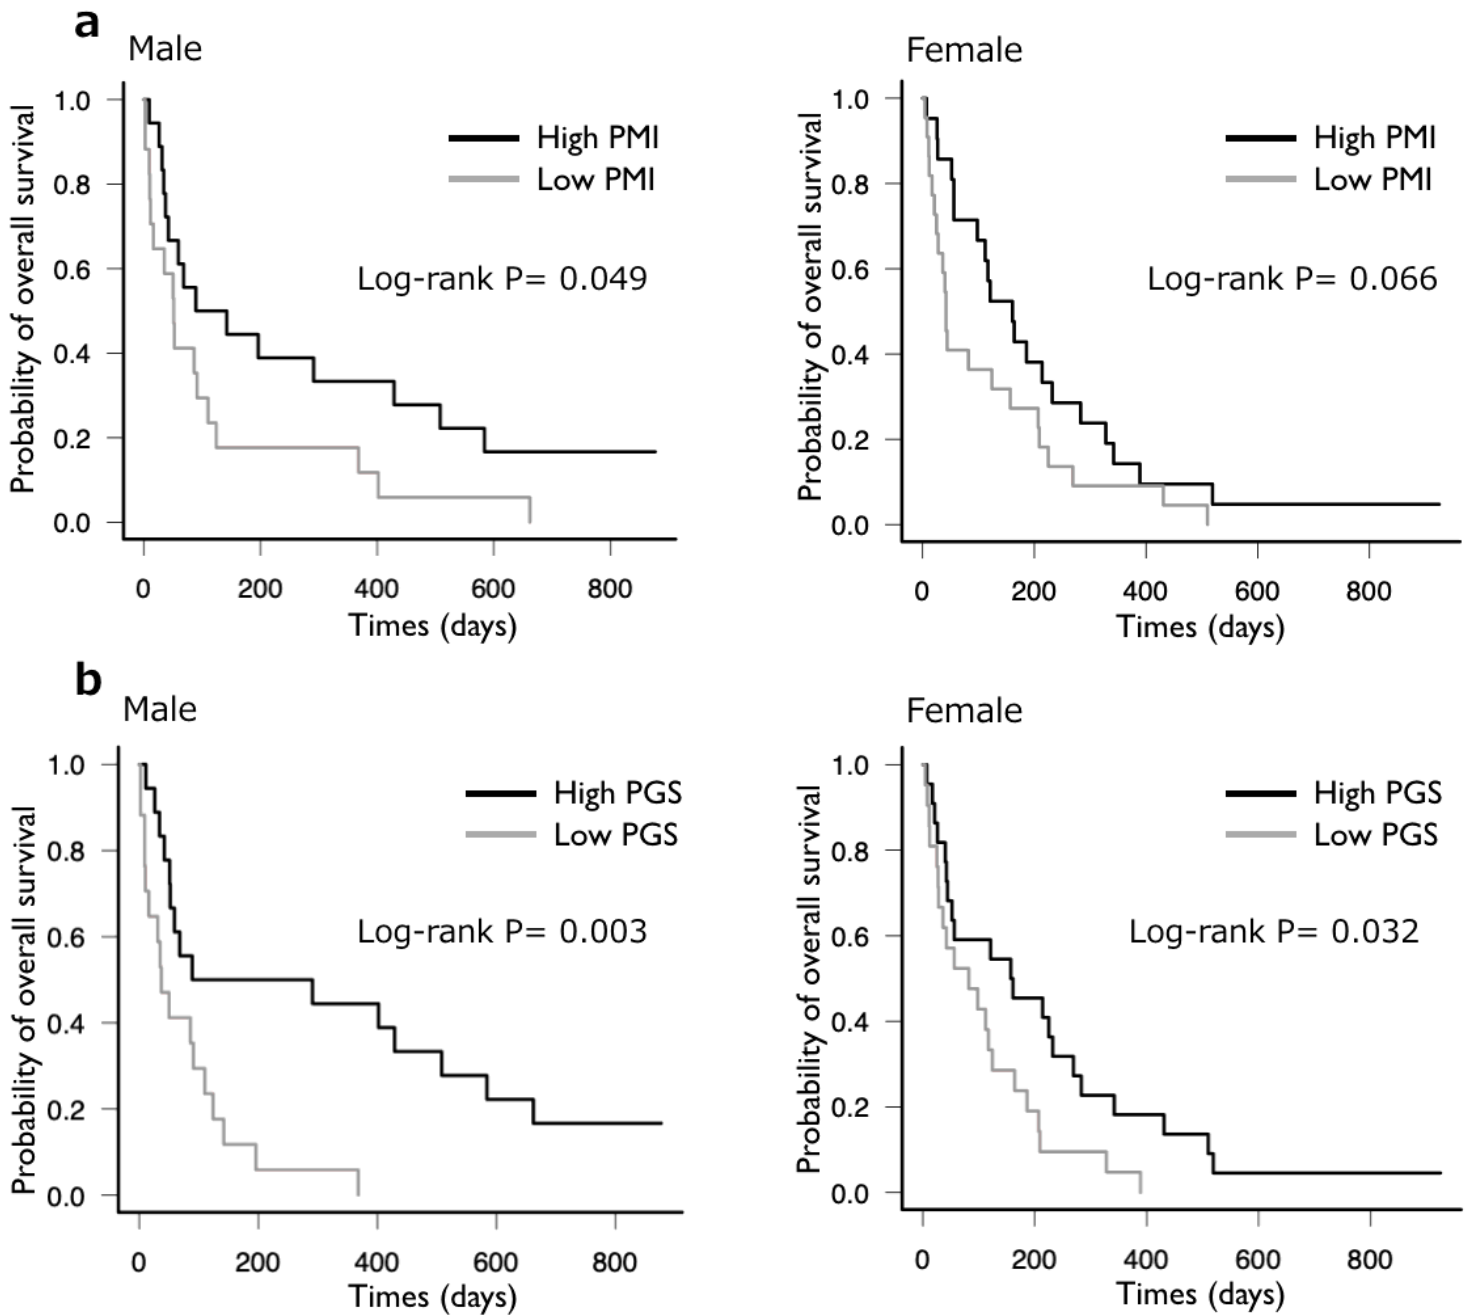 a
Male
Probability of overall survival
1.0
0.8
0.6
0.4
0.2
0.0
High PMI
Low PMI
Log-rank P= 0.049
0 200 400 600 800
Times (days)
Female
Probability of overall survival
1.0
0.8
0.6
0.4
0.2
0.0
High PMI
Low PMI
Log-rank P= 0.066
0 200 400 600 800
Times (days)
b
Male
Probability of overall survival
1.0
0.8
0.6
0.4
0.2
0.0
High PGS
Low PGS
Log-rank P= 0.003
0 200 400 600 800
Times (days)
Female
Probability of overall survival
1.0
0.8
0.6
0.4
0.2
0.0
High PGS
Low PGS
Log-rank P= 0.032
0 200 400 600 800
Times (days)